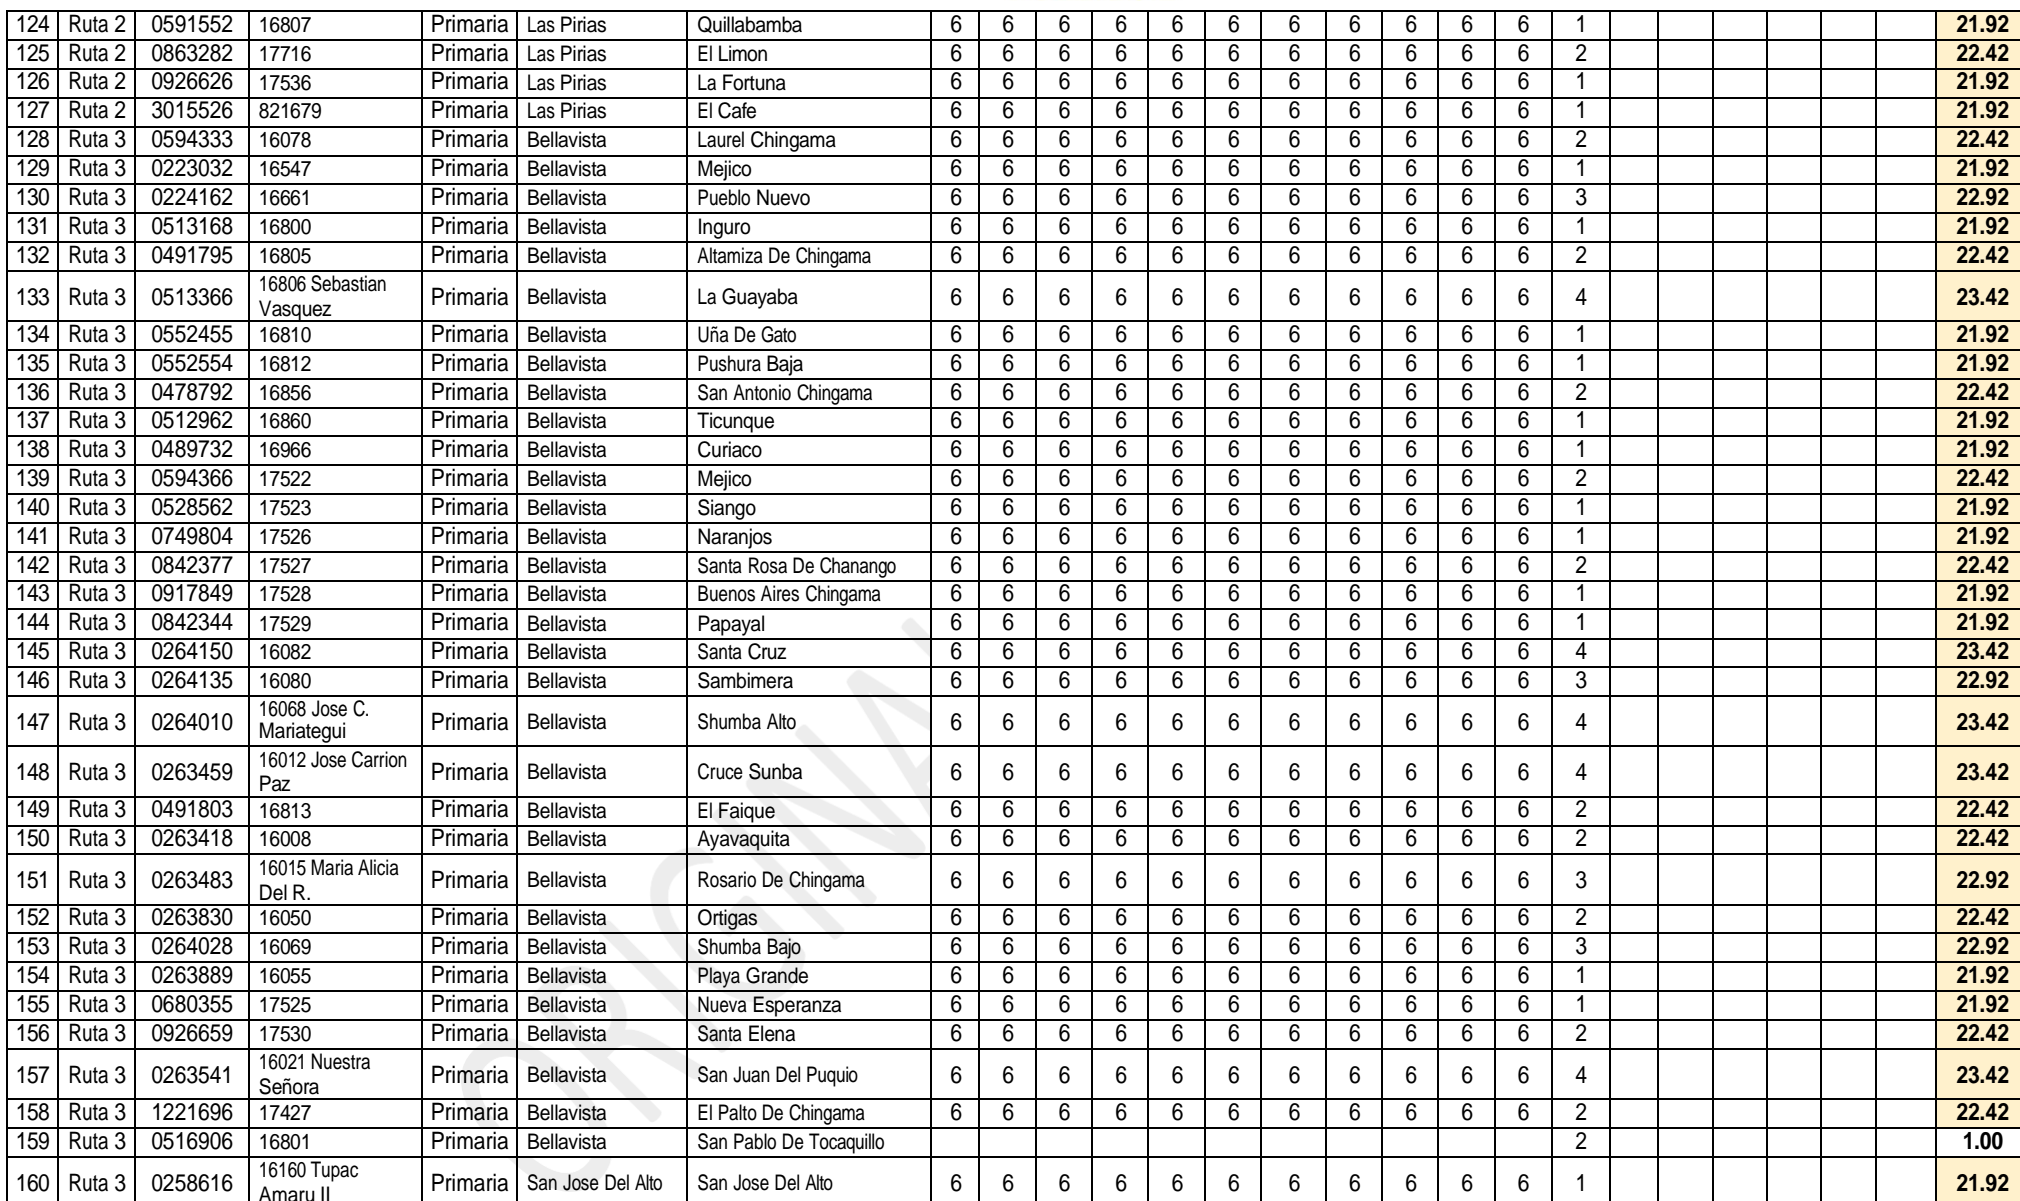 124 Ruta 2 0591552 16807 Primaria Las Pirias Quillabamba 6 6 6 6 6 6 6 6 6 6 6 1 21.92
125 Ruta 2 0863282 17716 Primaria Las Pirias El Limon 6 6 6 6 6 6 6 6 6 6 6 2 22.42
126 Ruta 2 0926626 17536 Primaria Las Pirias La Fortuna 6 6 6 6 6 6 6 6 6 6 6 1 21.92
127 Ruta 2 3015526 821679 Primaria Las Pirias El Cafe 6 6 6 6 6 6 6 6 6 6 6 1 21.92
128 Ruta 3 0594333 16078 Primaria Bellavista Laurel Chingama 6 6 6 6 6 6 6 6 6 6 6 2 22.42
129 Ruta 3 0223032 16547 Primaria Bellavista Mejico 6 6 6 6 6 6 6 6 6 6 6 1 21.92
130 Ruta 3 0224162 16661 Primaria Bellavista Pueblo Nuevo 6 6 6 6 6 6 6 6 6 6 6 3 22.92
131 Ruta 3 0513168 16800 Primaria Bellavista Inguro 6 6 6 6 6 6 6 6 6 6 6 1 21.92
132 Ruta 3 0491795 16805 Primaria Bellavista Altamiza De Chingama 6 6 6 6 6 6 6 6 6 6 6 2 22.42
133 Ruta 3 0513366 16806 Sebastian
Vasquez Primaria Bellavista La Guayaba 6 6 6 6 6 6 6 6 6 6 6 4 23.42
134 Ruta 3 0552455 16810 Primaria Bellavista Uña De Gato 6 6 6 6 6 6 6 6 6 6 6 1 21.92
135 Ruta 3 0552554 16812 Primaria Bellavista Pushura Baja 6 6 6 6 6 6 6 6 6 6 6 1 21.92
136 Ruta 3 0478792 16856 Primaria Bellavista San Antonio Chingama 6 6 6 6 6 6 6 6 6 6 6 2 22.42
137 Ruta 3 0512962 16860 Primaria Bellavista Ticunque 6 6 6 6 6 6 6 6 6 6 6 1 21.92
138 Ruta 3 0489732 16966 Primaria Bellavista Curiaco 6 6 6 6 6 6 6 6 6 6 6 1 21.92
139 Ruta 3 0594366 17522 Primaria Bellavista Mejico 6 6 6 6 6 6 6 6 6 6 6 2 22.42
140 Ruta 3 0528562 17523 Primaria Bellavista Siango 6 6 6 6 6 6 6 6 6 6 6 1 21.92
141 Ruta 3 0749804 17526 Primaria Bellavista Naranjos 6 6 6 6 6 6 6 6 6 6 6 1 21.92
142 Ruta 3 0842377 17527 Primaria Bellavista Santa Rosa De Chanango 6 6 6 6 6 6 6 6 6 6 6 2 22.42
143 Ruta 3 0917849 17528 Primaria Bellavista Buenos Aires Chingama 6 6 6 6 6 6 6 6 6 6 6 1 21.92
144 Ruta 3 0842344 17529 Primaria Bellavista Papayal 6 6 6 6 6 6 6 6 6 6 6 1 21.92
145 Ruta 3 0264150 16082 Primaria Bellavista Santa Cruz 6 6 6 6 6 6 6 6 6 6 6 4 23.42
146 Ruta 3 0264135 16080 Primaria Bellavista Sambimera 6 6 6 6 6 6 6 6 6 6 6 3 22.92
147 Ruta 3 0264010 16068 Jose C.
Mariategui Primaria Bellavista Shumba Alto 6 6 6 6 6 6 6 6 6 6 6 4 23.42
148 Ruta 3 0263459 16012 Jose Carrion
Paz Primaria Bellavista Cruce Sunba 6 6 6 6 6 6 6 6 6 6 6 4 23.42
149 Ruta 3 0491803 16813 Primaria Bellavista El Faique 6 6 6 6 6 6 6 6 6 6 6 2 22.42
150 Ruta 3 0263418 16008 Primaria Bellavista Ayavaquita 6 6 6 6 6 6 6 6 6 6 6 2 22.42
151 Ruta 3 0263483 16015 Maria Alicia
Del R. Primaria Bellavista Rosario De Chingama 6 6 6 6 6 6 6 6 6 6 6 3 22.92
152 Ruta 3 0263830 16050 Primaria Bellavista Ortigas 6 6 6 6 6 6 6 6 6 6 6 2 22.42
153 Ruta 3 0264028 16069 Primaria Bellavista Shumba Bajo 6 6 6 6 6 6 6 6 6 6 6 3 22.92
154 Ruta 3 0263889 16055 Primaria Bellavista Playa Grande 6 6 6 6 6 6 6 6 6 6 6 1 21.92
155 Ruta 3 0680355 17525 Primaria Bellavista Nueva Esperanza 6 6 6 6 6 6 6 6 6 6 6 1 21.92
156 Ruta 3 0926659 17530 Primaria Bellavista Santa Elena 6 6 6 6 6 6 6 6 6 6 6 2 22.42
157 Ruta 3 0263541 16021 Nuestra
Señora Primaria Bellavista San Juan Del Puquio 6 6 6 6 6 6 6 6 6 6 6 4 23.42
158 Ruta 3 1221696 17427 Primaria Bellavista El Palto De Chingama 6 6 6 6 6 6 6 6 6 6 6 2 22.42
159 Ruta 3 0516906 16801 Primaria Bellavista San Pablo De Tocaquillo 2 1.00
160 Ruta 3 0258616 16160 Tupac
Amaru II Primaria San Jose Del Alto San Jose Del Alto 6 6 6 6 6 6 6 6 6 6 6 1 21.92
ORIGINAL